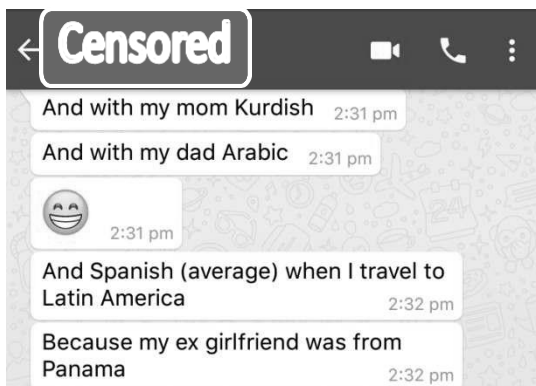 Censored
And with my mom Kurdish 2:31 pm
And with my dad Arabic 2:31 pm
2:31 pm
And Spanish (average) when I travel to
Latin America 2:32 pm
Because my ex girlfriend was from
Panama 2:32 pm